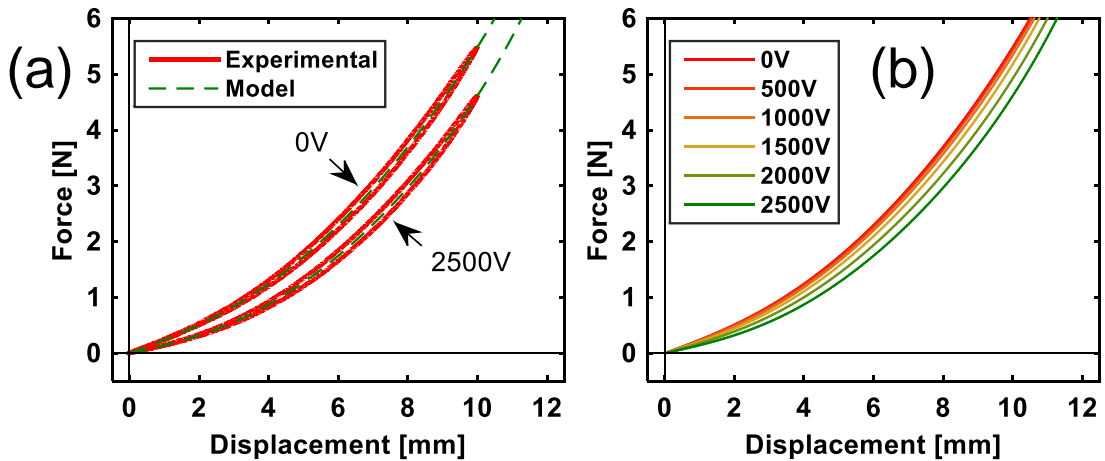 (a)
Experimental
Model
0V
2500V
6
5
4
3
2
1
0
Force [N]
0 2 4 6 8 10 12
Displacement [mm]
(b)
0V
500V
1000V
1500V
2000V
2500V
6
5
4
3
2
1
0
Force [N]
0 2 4 6 8 10 12
Displacement [mm]